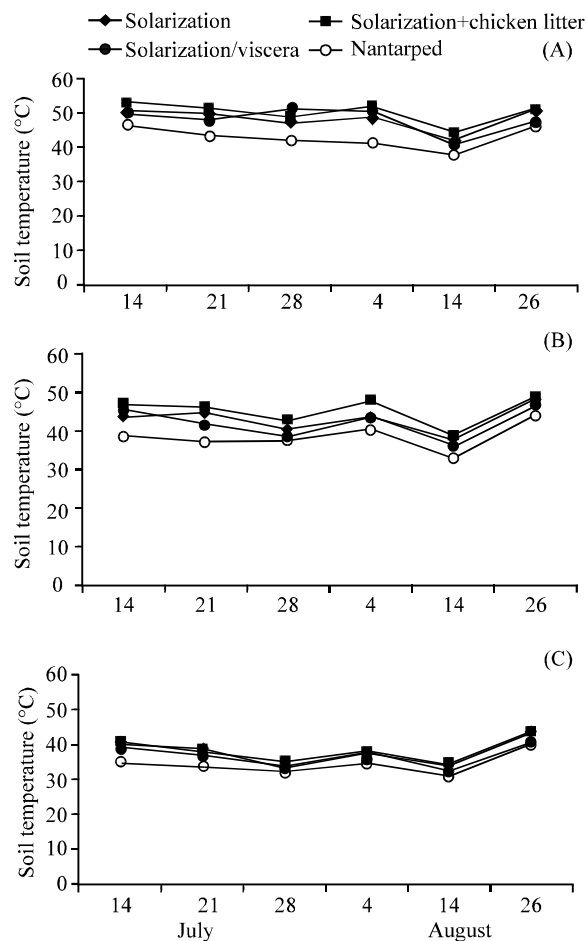 Solarization
Solarization+chicken litter
Solarization/viscera
Nantarped
(A)
Soil temperature (°C)
60
50
40
30
20
10
0
14 21 28 4 14 26
(B)
Soil temperature (°C)
60
50
40
30
20
10
0
14 21 28 4 14 26
(C)
Soil temperature (°C)
60
50
40
30
20
10
0
14 21 28 4 14 26
July August